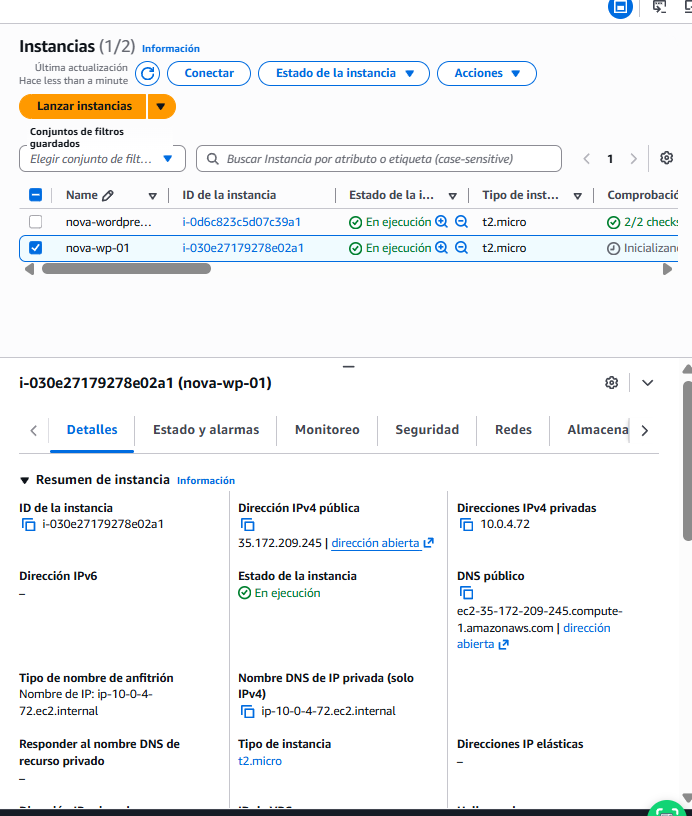 Instancias (1/2) Información
Última actualización
Hace less than a minute
Conectar
Estado de la instancia
Acciones
Lanzar instancias
Conjuntos de filtros
guardados
Elegir conjunto de filt...
Buscar Instancia por atributo o etiqueta (case-sensitive)
1
Name
ID de la instancia
Estado de la i...
Tipo de inst...
Comprobació
nova-wordpre...
i-0d6c823c5d07c39a1
En ejecución
t2.micro
2/2 checks
nova-wp-01
i-030e27179278e02a1
En ejecución
t2.micro
Inicializan
i-030e27179278e02a1 (nova-wp-01)
Detalles
Estado y alarmas
Monitoreo
Seguridad
Redes
Almacena
Resumen de instancia Información
ID de la instancia
i-030e27179278e02a1
Dirección IPv4 pública
35.172.209.245 | dirección abierta
Direcciones IPv4 privadas
10.0.4.72
Dirección IPv6
–
Estado de la instancia
En ejecución
DNS público
ec2-35-172-209-245.compute-
1.amazonaws.com | dirección
abierta
Tipo de nombre de anfitrión
Nombre de IP: ip-10-0-4-
72.ec2.internal
Nombre DNS de IP privada (solo
IPv4)
ip-10-0-4-72.ec2.internal
Responder al nombre DNS de
recurso privado
–
Tipo de instancia
t2.micro
Direcciones IP elásticas
–